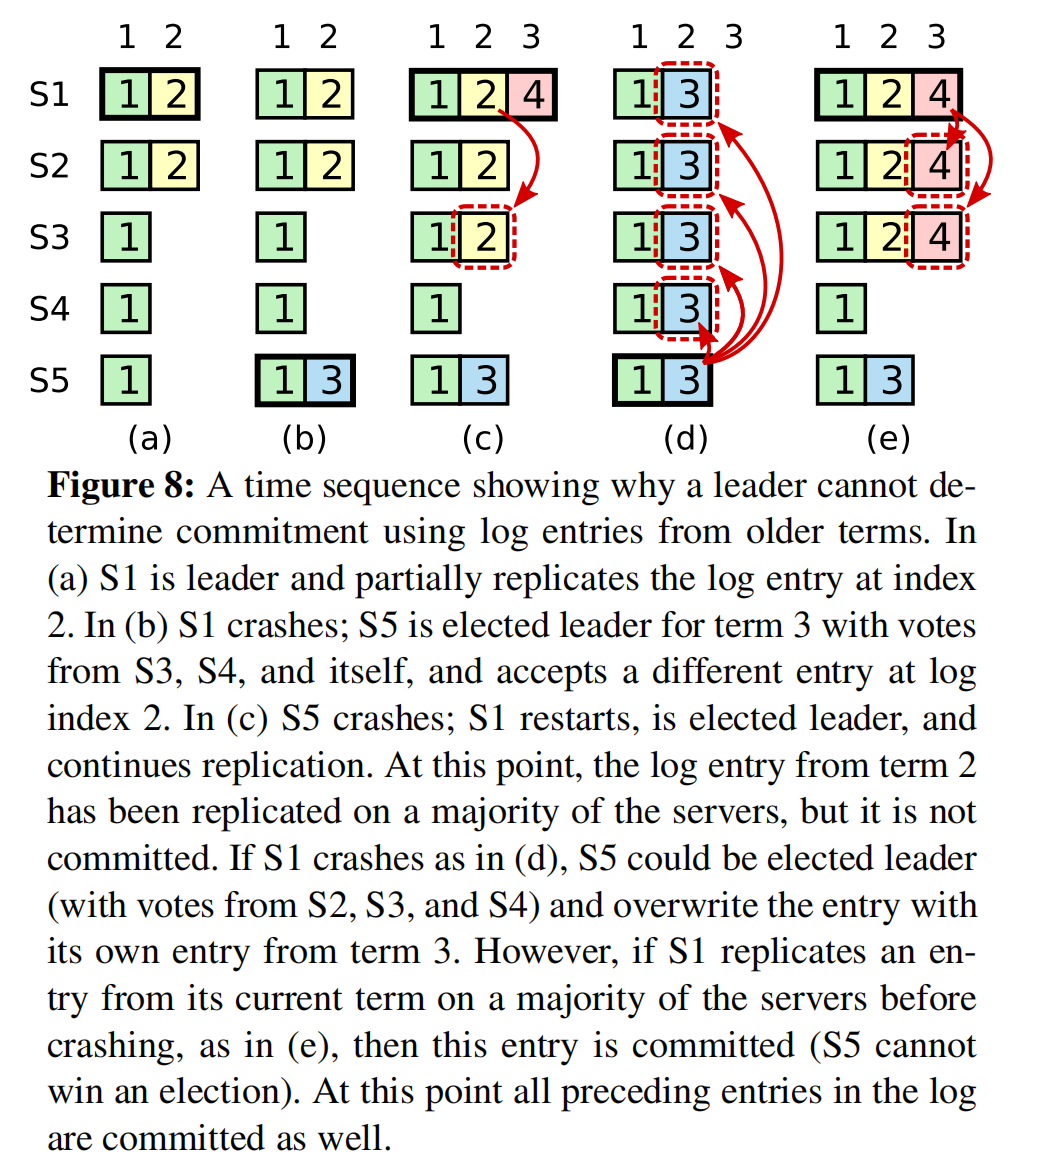 1 2 1 2 1 2 3 1 2 3 1 2 3
S1 1 2 1 2 1 2 4 1 3 1 2 4
S2 1 2 1 2 1 2 1 3 1 2 4
S3 1 1 1 2 1 3 1 2 4
S4 1 1 1 1 3 1
S5 1 1 3 1 3 1 3 1 3
(a) (b) (c) (d) (e)
Figure 8: A time sequence showing why a leader cannot de-
termine commitment using log entries from older terms. In
(a) S1 is leader and partially replicates the log entry at index
2. In (b) S1 crashes; S5 is elected leader for term 3 with votes
from S3, S4, and itself, and accepts a different entry at log
index 2. In (c) S5 crashes; S1 restarts, is elected leader, and
continues replication. At this point, the log entry from term 2
has been replicated on a majority of the servers, but it is not
committed. If S1 crashes as in (d), S5 could be elected leader
(with votes from S2, S3, and S4) and overwrite the entry with
its own entry from term 3. However, if S1 replicates an en-
try from its current term on a majority of the servers before
crashing, as in (e), then this entry is committed (S5 cannot
win an election). At this point all preceding entries in the log
are committed as well.